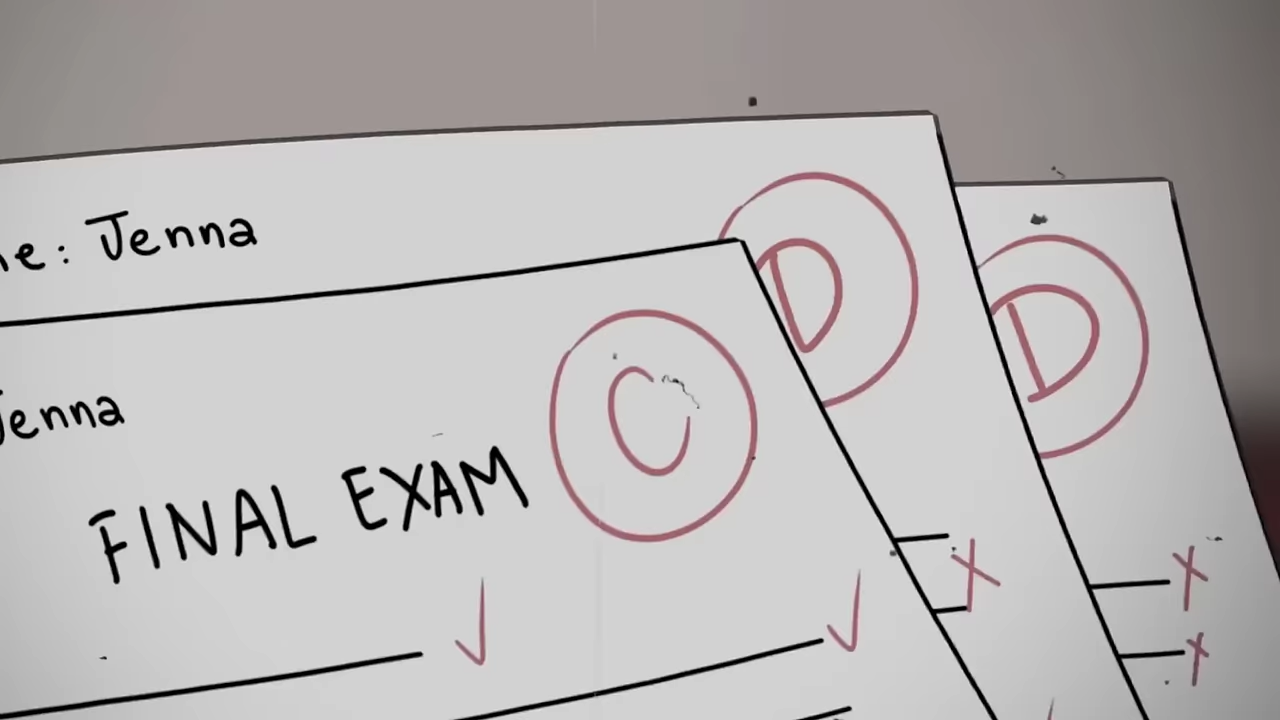 e: Jenna
D
D
Jenna
C
FINAL EXAM